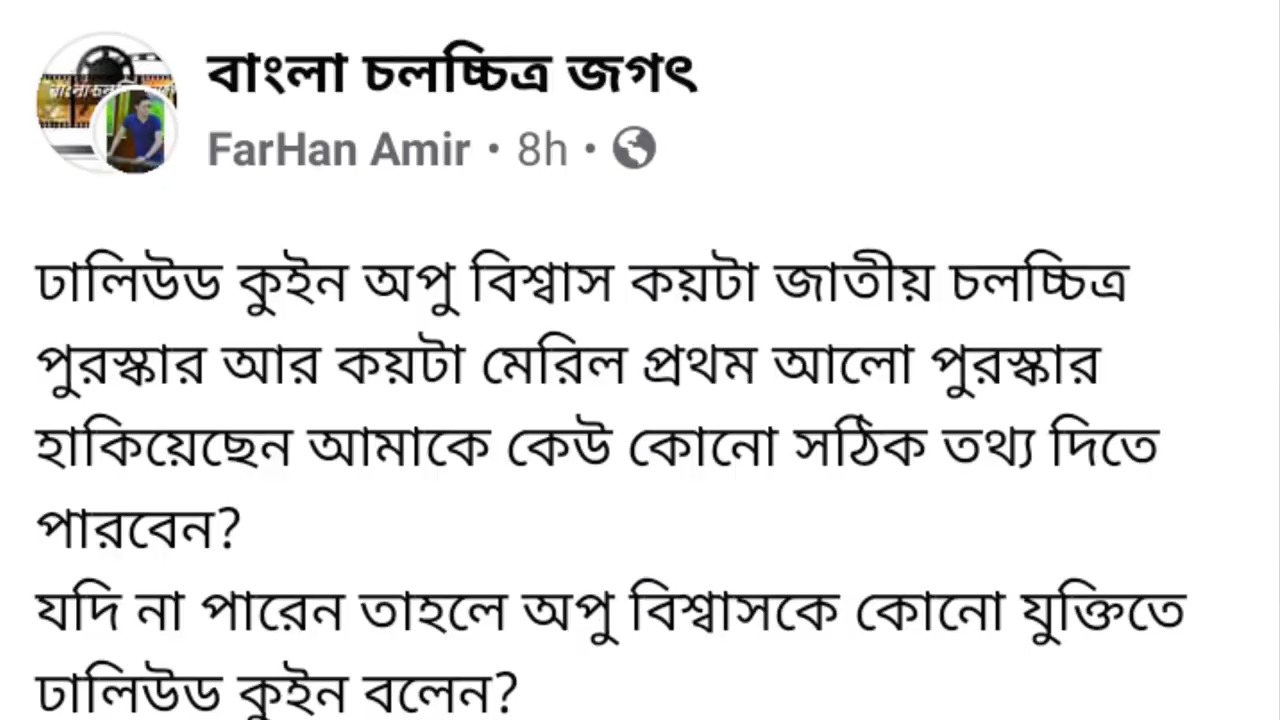 বাংলা চলচ্চিত্র জগৎ
FarHan Amir • 8h •
ঢালিউড কুইন অপু বিশ্বাস কয়টা জাতীয় চলচ্চিত্র
পুরস্কার আর কয়টা মেরিল প্রথম আলো পুরস্কার
হাকিয়েছেন আমাকে কেউ কোনো সঠিক তথ্য দিতে
পারবেন?
যদি না পারেন তাহলে অপু বিশ্বাসকে কোনো যুক্তিতে
ঢালিউড কুইন বলেন?